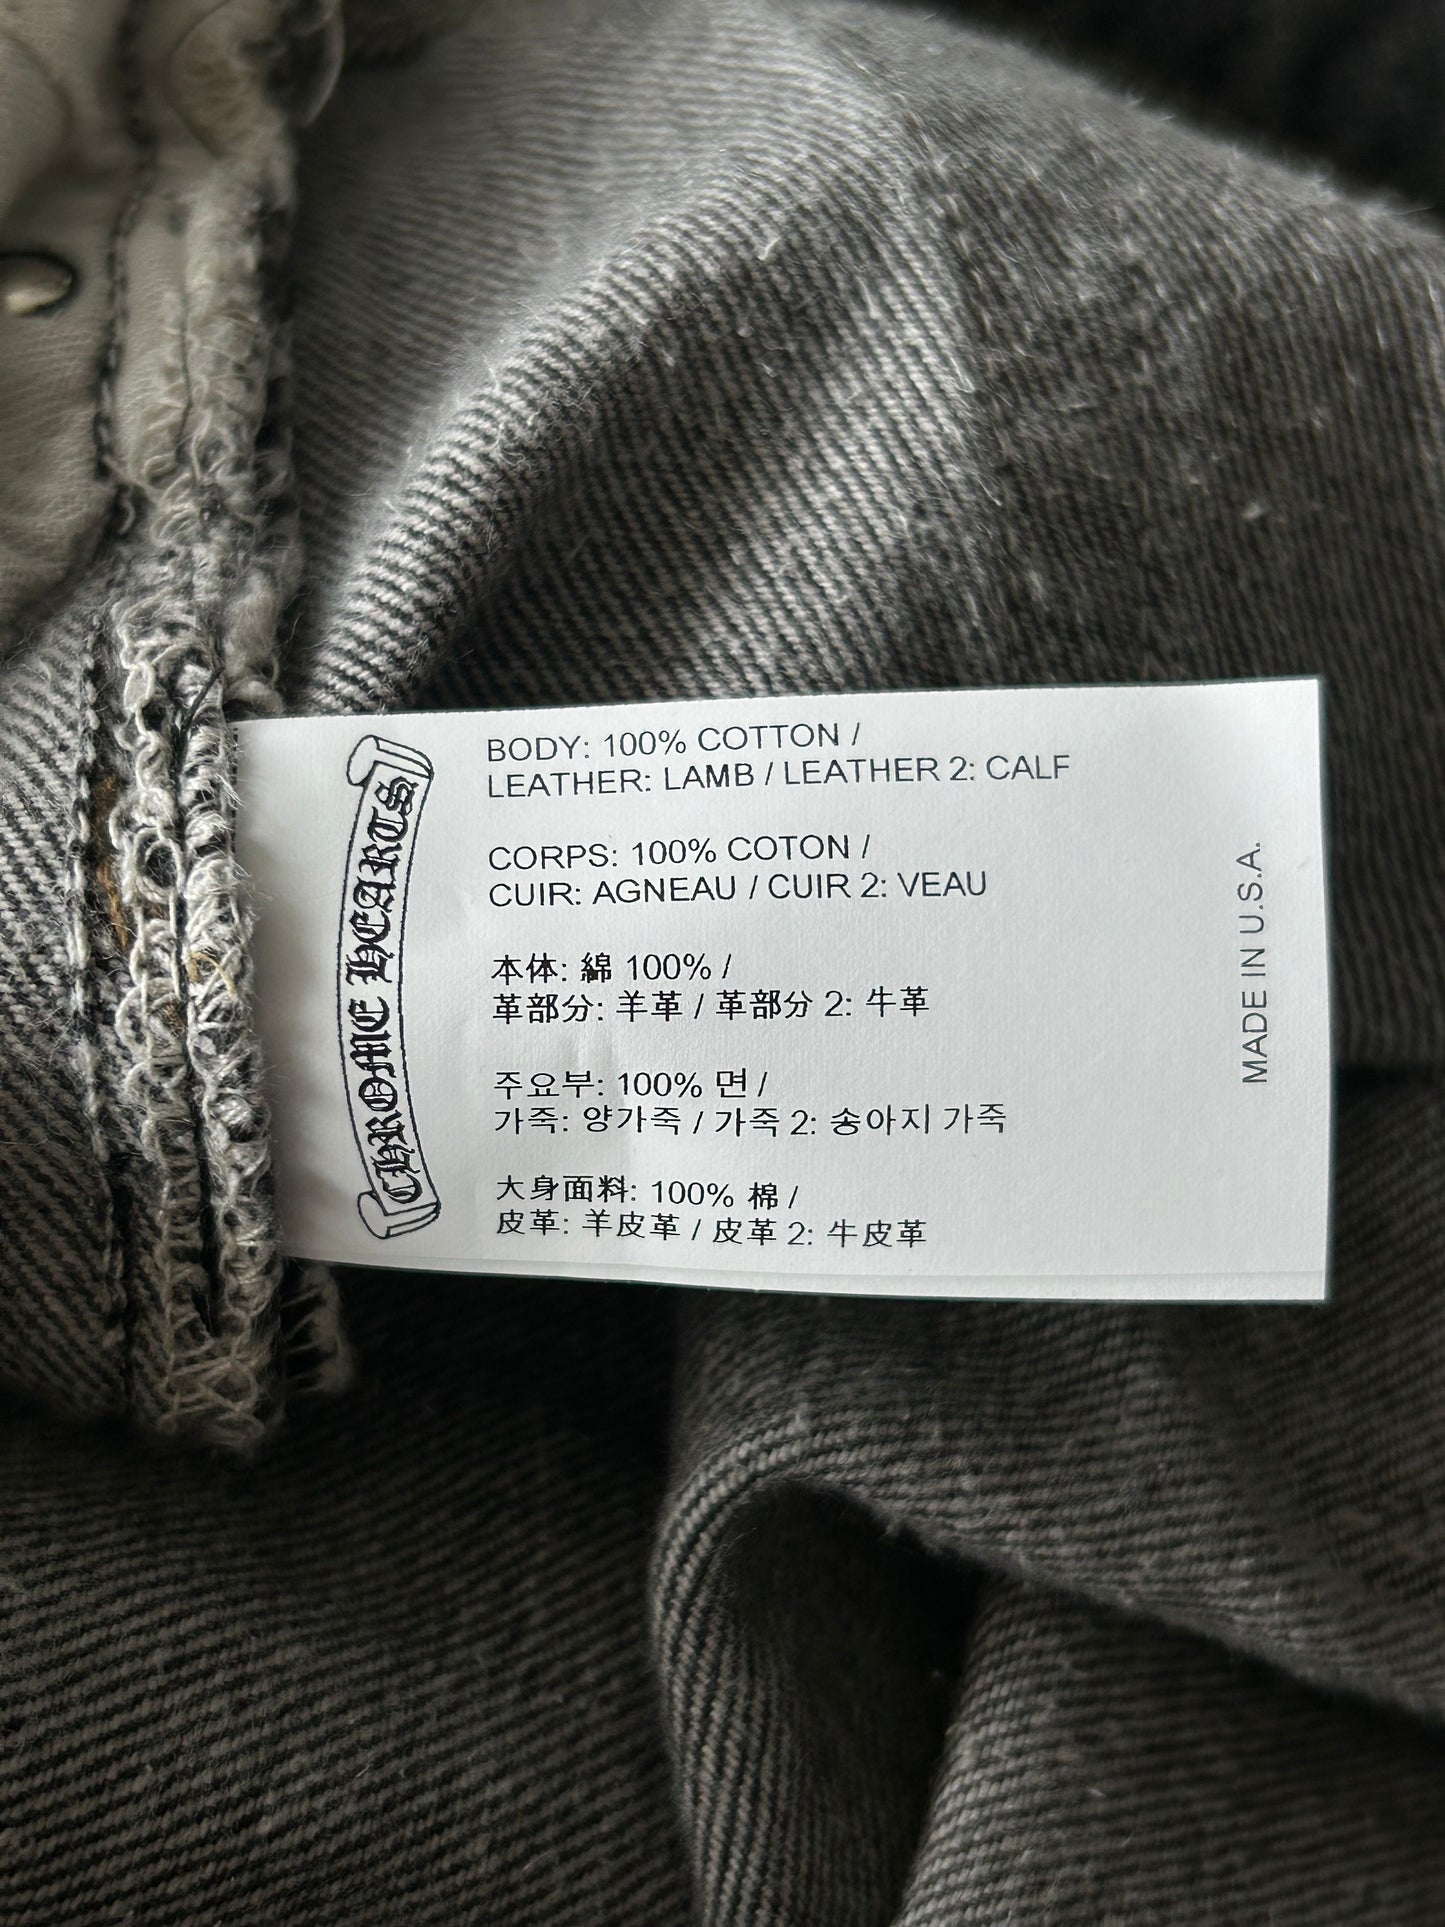 CHROME HEARTS
BODY: 100% COTTON /
LEATHER: LAMB / LEATHER 2: CALF
CORPS: 100% COTON /
CUIR: AGNEAU / CUIR 2: VEAU
本体: 綿 100% /
革部分: 羊革 / 革部分 2: 牛革
주요부: 100% 면 /
가죽: 양가죽 / 가죽 2: 송아지 가죽
大身面料: 100% 棉 /
皮革: 羊皮革 / 皮革 2: 牛皮革
MADE IN U.S.A.